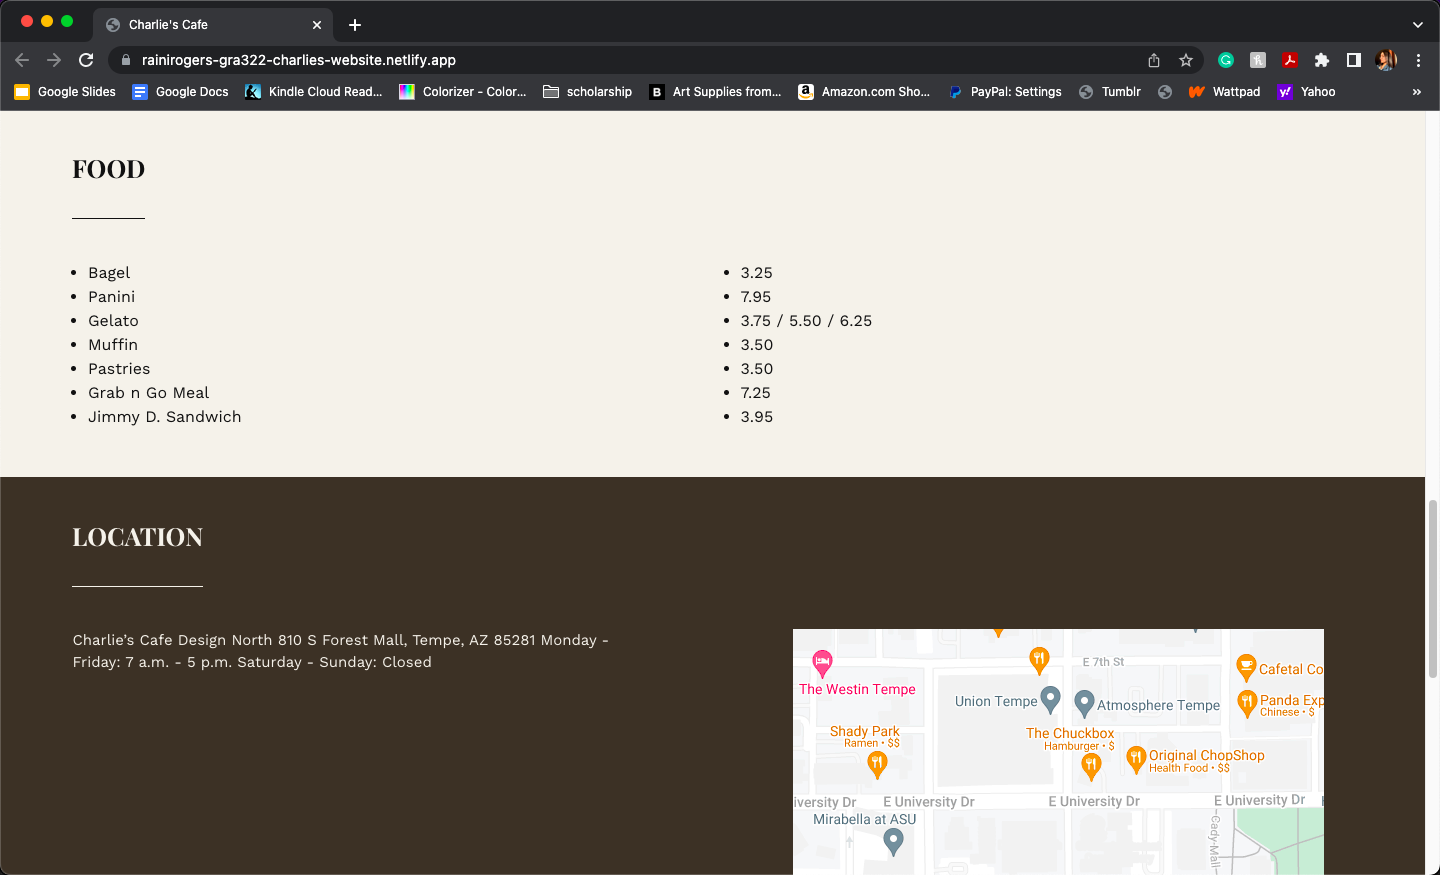 Charlie's Cafe
rainirogers-gra322-charlies-website.netlify.app
Google Slides Google Docs Kindle Cloud Read... Colorizer - Color... scholarship Art Supplies from... Amazon.com Sho... PayPal: Settings Tumblr Wattpad Yahoo »
FOOD
• Bagel • 3.25
• Panini • 7.95
• Gelato • 3.75 / 5.50 / 6.25
• Muffin • 3.50
• Pastries • 3.50
• Grab n Go Meal • 7.25
• Jimmy D. Sandwich • 3.95
LOCATION
Charlie’s Cafe Design North 810 S Forest Mall, Tempe, AZ 85281 Monday -
Friday: 7 a.m. - 5 p.m. Saturday - Sunday: Closed
E 7th St
Cafetal Co
The Westin Tempe
Union Tempe
Atmosphere Tempe
Panda Exp
Chinese • $
Shady Park
Ramen • $$
The Chuckbox
Hamburger • $
Original ChopShop
Health Food • $$
iversity Dr E University Dr E University Dr E University Dr
Mirabella at ASU
Cady Mall